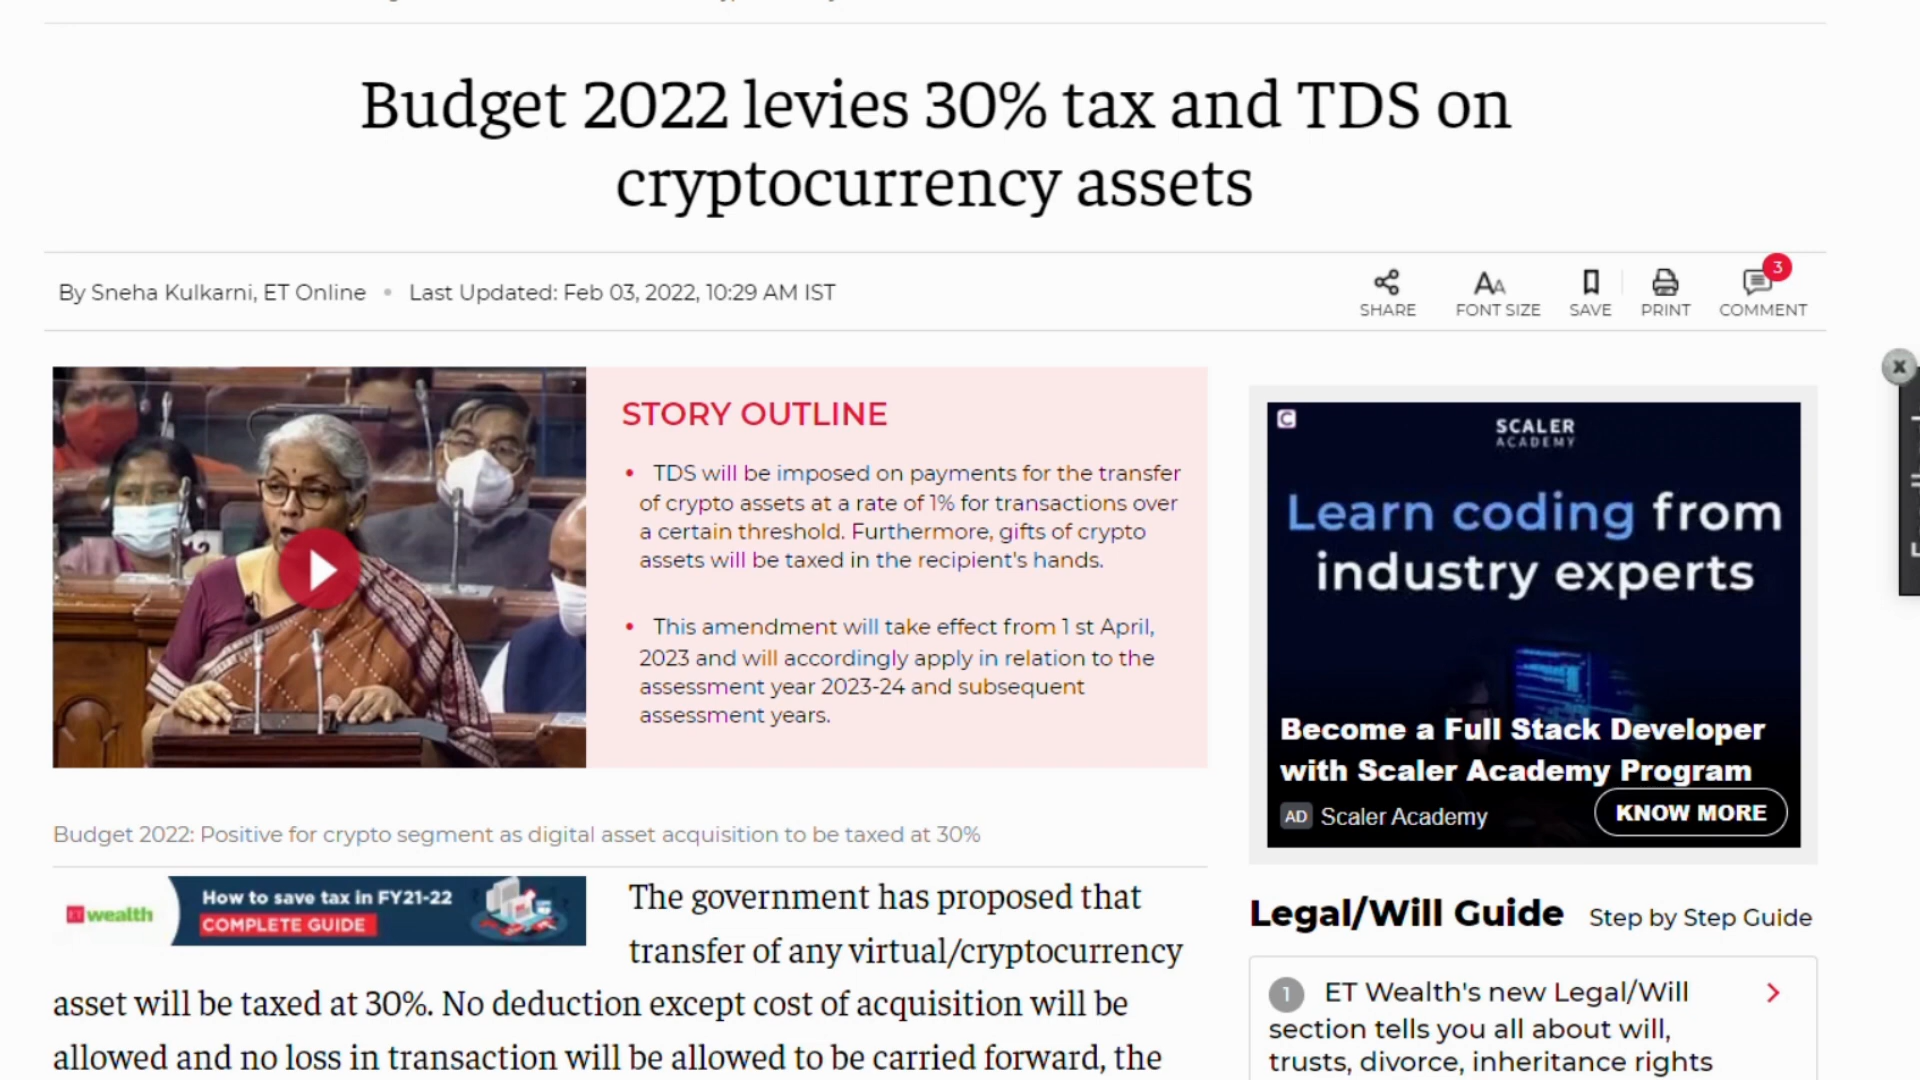 Budget 2022 levies 30% tax and TDS on
cryptocurrency assets
By Sneha Kulkarni, ET Online • Last Updated: Feb 03, 2022, 10:29 AM IST
SHARE
FONT SIZE
SAVE
PRINT
3
COMMENT
STORY OUTLINE
• TDS will be imposed on payments for the transfer
of crypto assets at a rate of 1% for transactions over
a certain threshold. Furthermore, gifts of crypto
assets will be taxed in the recipient's hands.
• This amendment will take effect from 1 st April,
2023 and will accordingly apply in relation to the
assessment year 2023-24 and subsequent
assessment years.
Budget 2022: Positive for crypto segment as digital asset acquisition to be taxed at 30%
ET wealth
How to save tax in FY21-22
COMPLETE GUIDE
The government has proposed that
transfer of any virtual/cryptocurrency
asset will be taxed at 30%. No deduction except cost of acquisition will be
allowed and no loss in transaction will be allowed to be carried forward, the
SCALER
ACADEMY
Learn coding from
industry experts
Become a Full Stack Developer
with Scaler Academy Program
AD Scaler Academy
KNOW MORE
Legal/Will Guide Step by Step Guide
1 ET Wealth's new Legal/Will
section tells you all about will,
trusts, divorce, inheritance rights